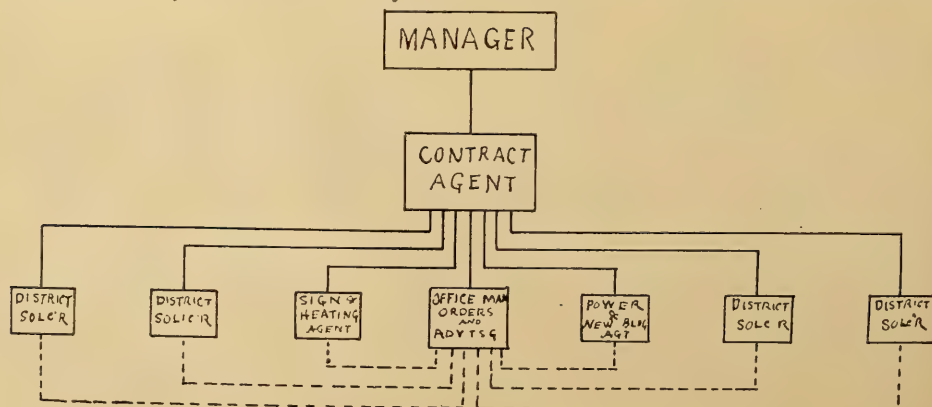 MANAGER
CONTRACT
AGENT
DISTRICT
SOLC'R
DISTRICT
SOLIC'R
SIGN &
HEATING
AGENT
OFFICE MAN
ORDERS
AND
ADVTSG
POWER
&
NEW BLDG
AGT
DISTRICT
SOLC'R
DISTRICT
SOLC'R